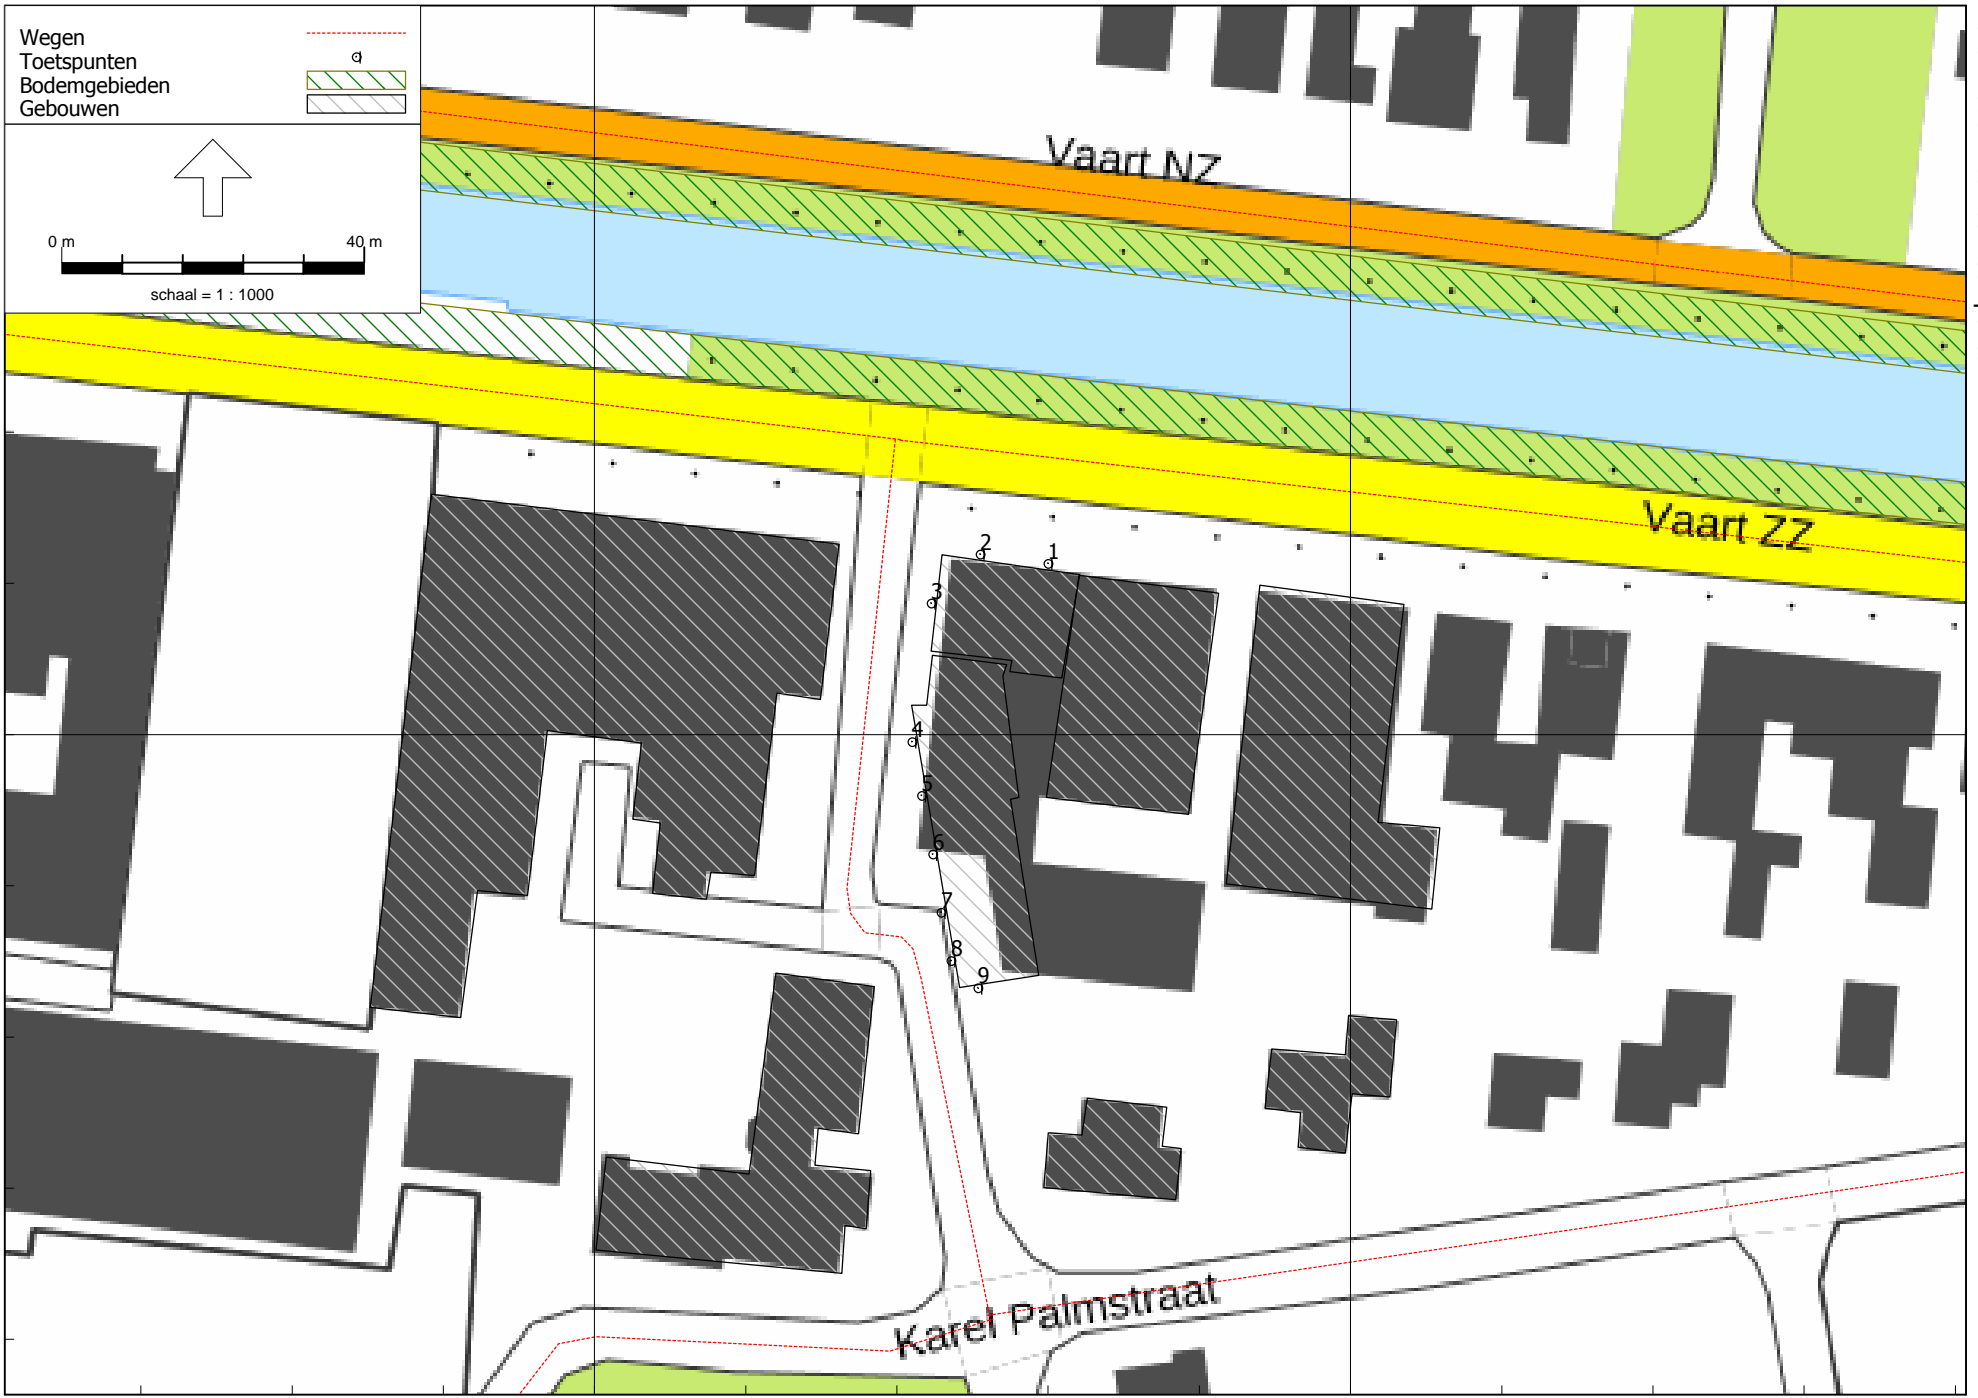 Wegen
Toetspunten
Bodemgebieden
Gebouwen
0 m 40 m
schaal = 1 : 1000
Vaart NZ
Vaart ZZ
2
1
3
4
5
6
7
8
9
Karel Palmstraat